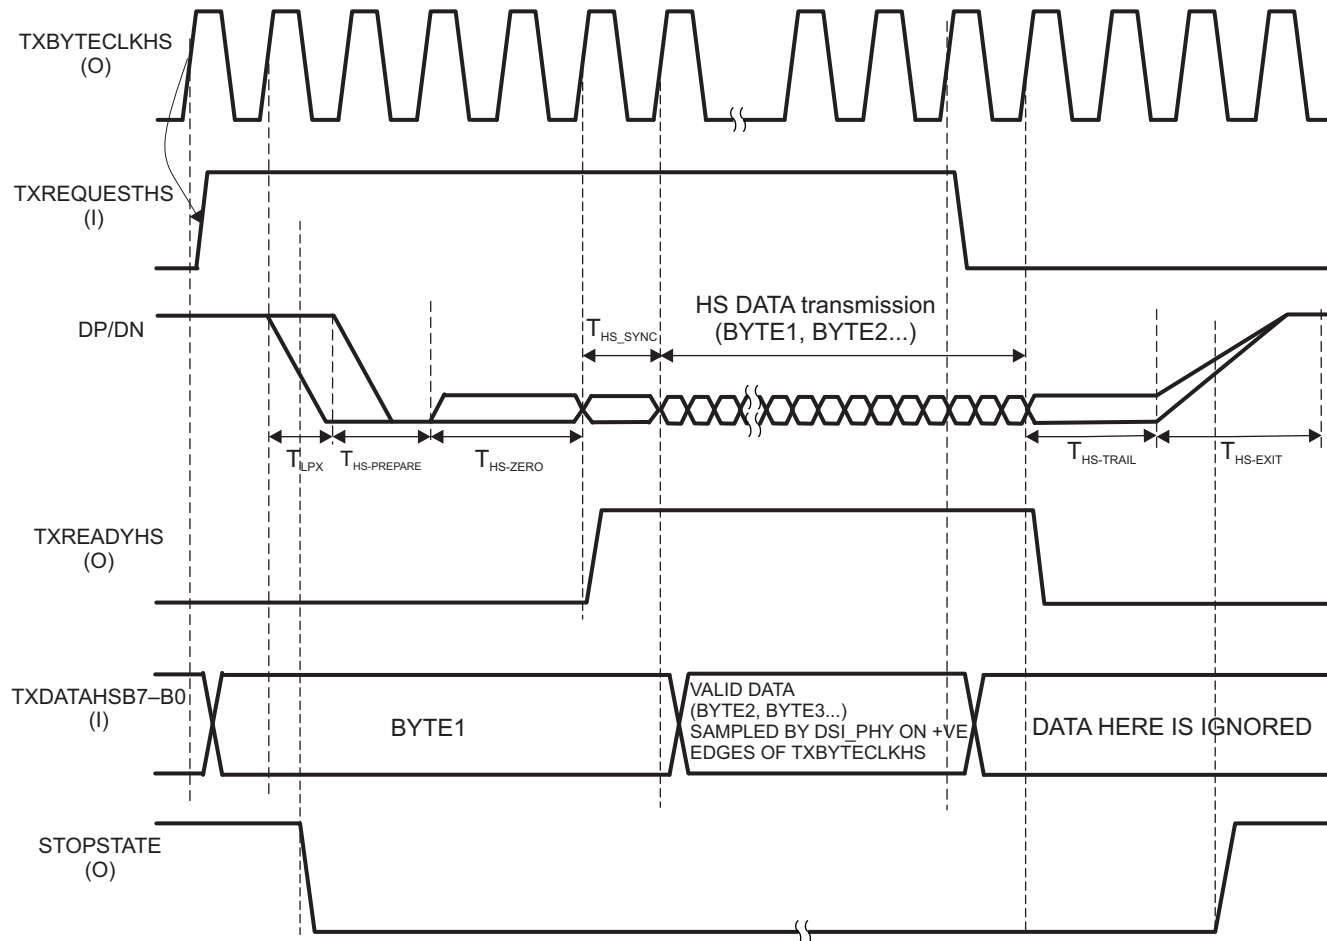 TXBYTECLKHS
(O)
TXREQUESTHS
(I)
DP/DN
HS DATA transmission
(BYTE1, BYTE2...)
THS_SYNC
TLPX
THS-PREPARE
THS-ZERO
THS-TRAIL
THS-EXIT
TXREADYHS
(O)
TXDATAHSB7–B0
(I)
BYTE1
VALID DATA
(BYTE2, BYTE3...)
SAMPLED BY DSI_PHY ON +VE
EDGES OF TXBYTECLKHS
DATA HERE IS IGNORED
STOPSTATE
(O)